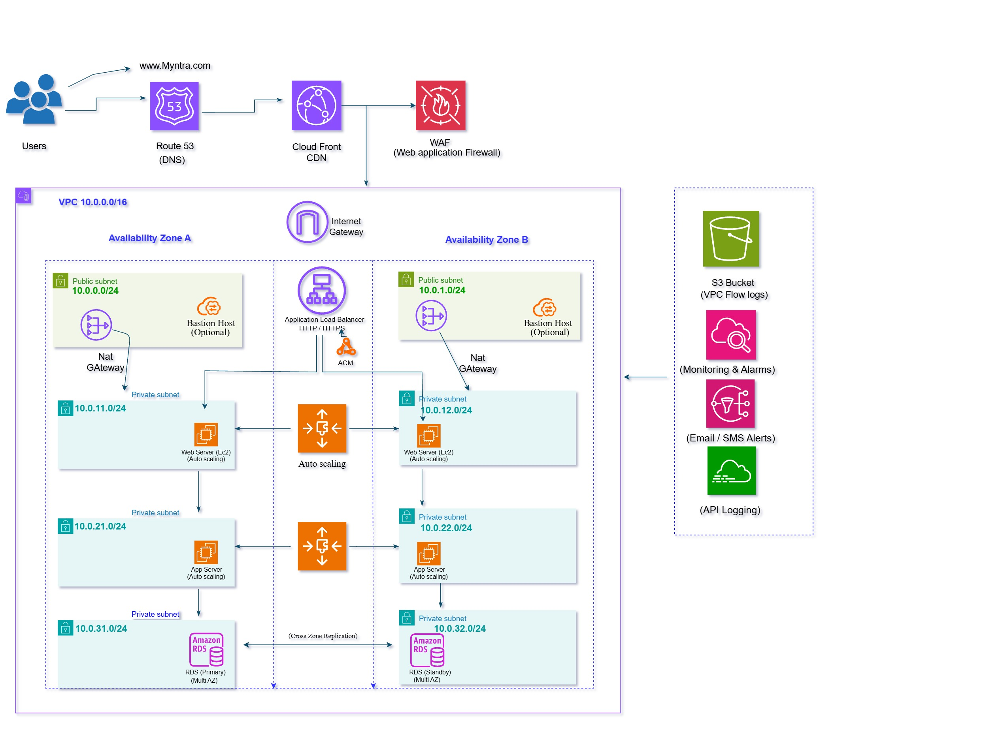 www.Myntra.com
53
Users
Route 53
(DNS)
Cloud Front
CDN
WAF
(Web application Firewall)
VPC 10.0.0.0/16
Internet
Gateway
Availability Zone A
Availability Zone B
Public subnet
10.0.0.0/24
Bastion Host
(Optional)
Nat
GAteway
Application Load Balancer
HTTP / HTTPS
ACM
Public subnet
10.0.1.0/24
Bastion Host
(Optional)
Nat
GAteway
Private subnet
10.0.11.0/24
Web Server (Ec2)
(Auto scaling)
Auto scaling
Private subnet
10.0.12.0/24
Web Server (Ec2)
(Auto scaling)
Private subnet
10.0.21.0/24
App Server
(Auto scaling)
Private subnet
10.0.22.0/24
App Server
(Auto scaling)
Private subnet
10.0.31.0/24
Amazon
RDS
RDS (Primary)
(Multi AZ)
(Cross Zone Replication)
Private subnet
10.0.32.0/24
Amazon
RDS
RDS (Standby)
(Multi AZ)
S3 Bucket
(VPC Flow logs)
(Monitoring & Alarms)
(Email / SMS Alerts)
(API Logging)